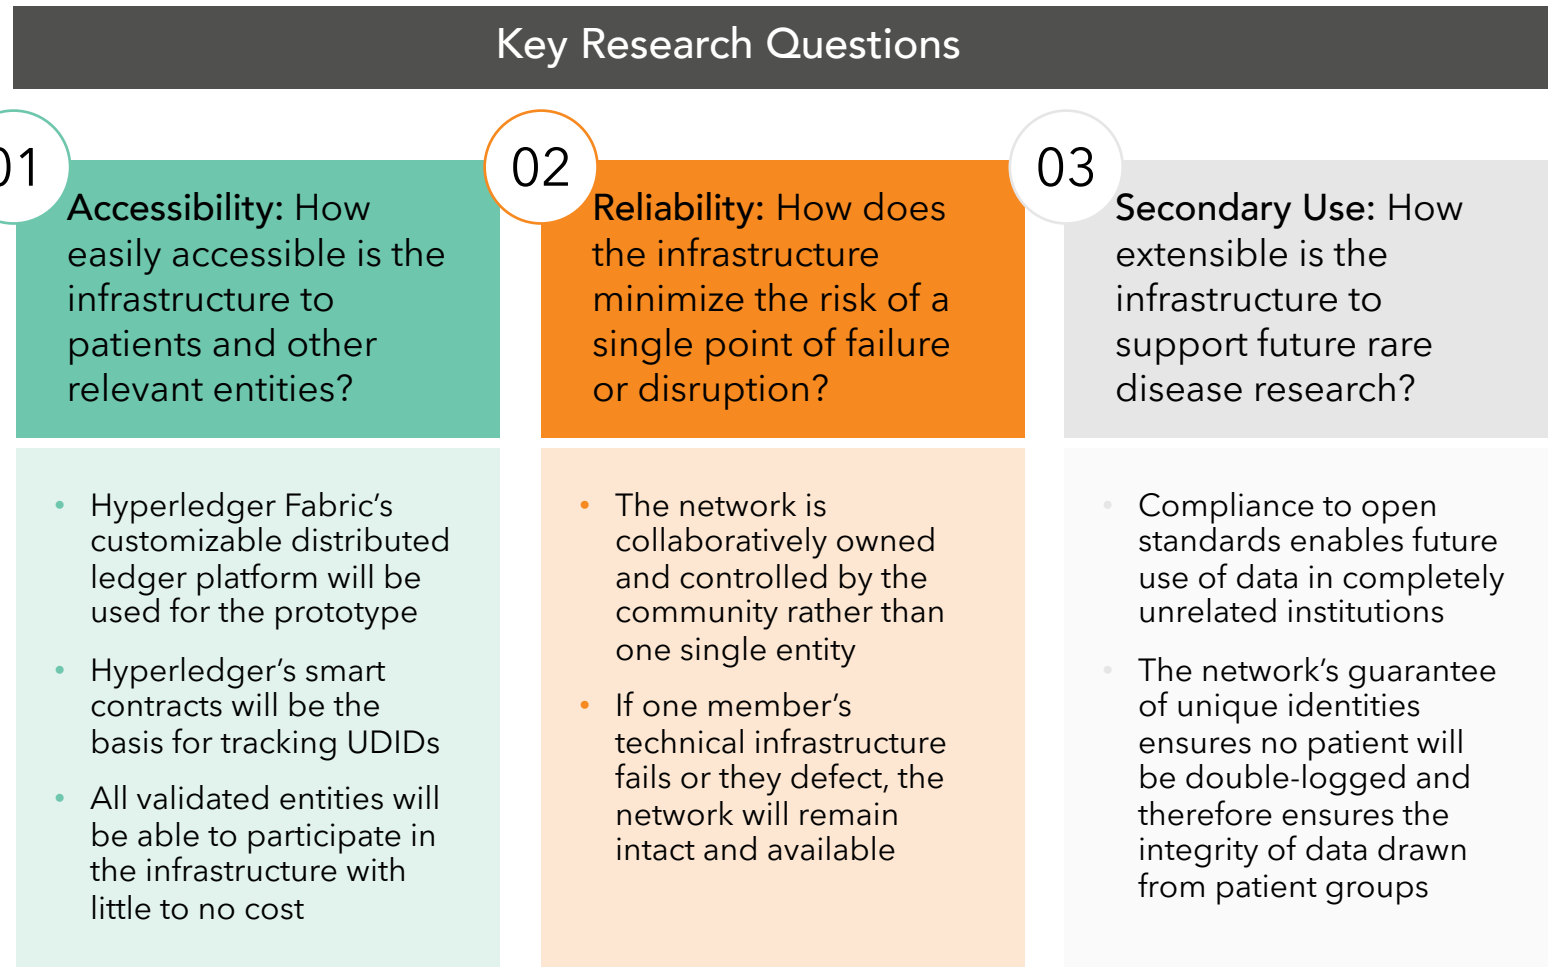 Key Research Questions
01
Accessibility: How
easily accessible is the
infrastructure to
patients and other
relevant entities?
• Hyperledger Fabric’s
customizable distributed
ledger platform will be
used for the prototype
• Hyperledger’s smart
contracts will be the
basis for tracking UDIDs
• All validated entities will
be able to participate in
the infrastructure with
little to no cost
02
Reliability: How does
the infrastructure
minimize the risk of a
single point of failure
or disruption?
• The network is
collaboratively owned
and controlled by the
community rather than
one single entity
• If one member’s
technical infrastructure
fails or they defect, the
network will remain
intact and available
03
Secondary Use: How
extensible is the
infrastructure to
support future rare
disease research?
• Compliance to open
standards enables future
use of data in completely
unrelated institutions
• The network’s guarantee
of unique identities
ensures no patient will
be double-logged and
therefore ensures the
integrity of data drawn
from patient groups